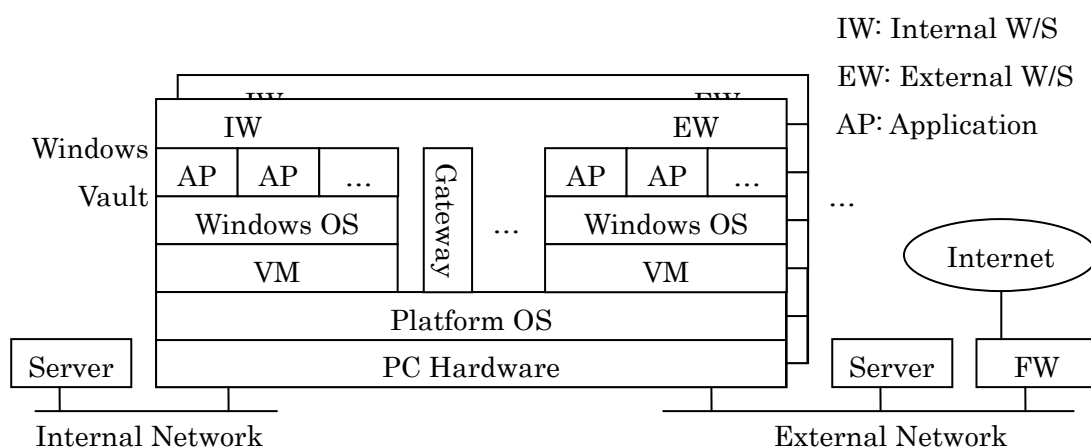 IW: Internal W/S
EW: External W/S
AP: Application
IW EW
IW EW
Windows Vault
AP AP ... Gateway ... AP AP ...
Windows OS Windows OS
VM VM
...
Internet
Platform OS
PC Hardware
Server
Server
FW
Internal Network
External Network